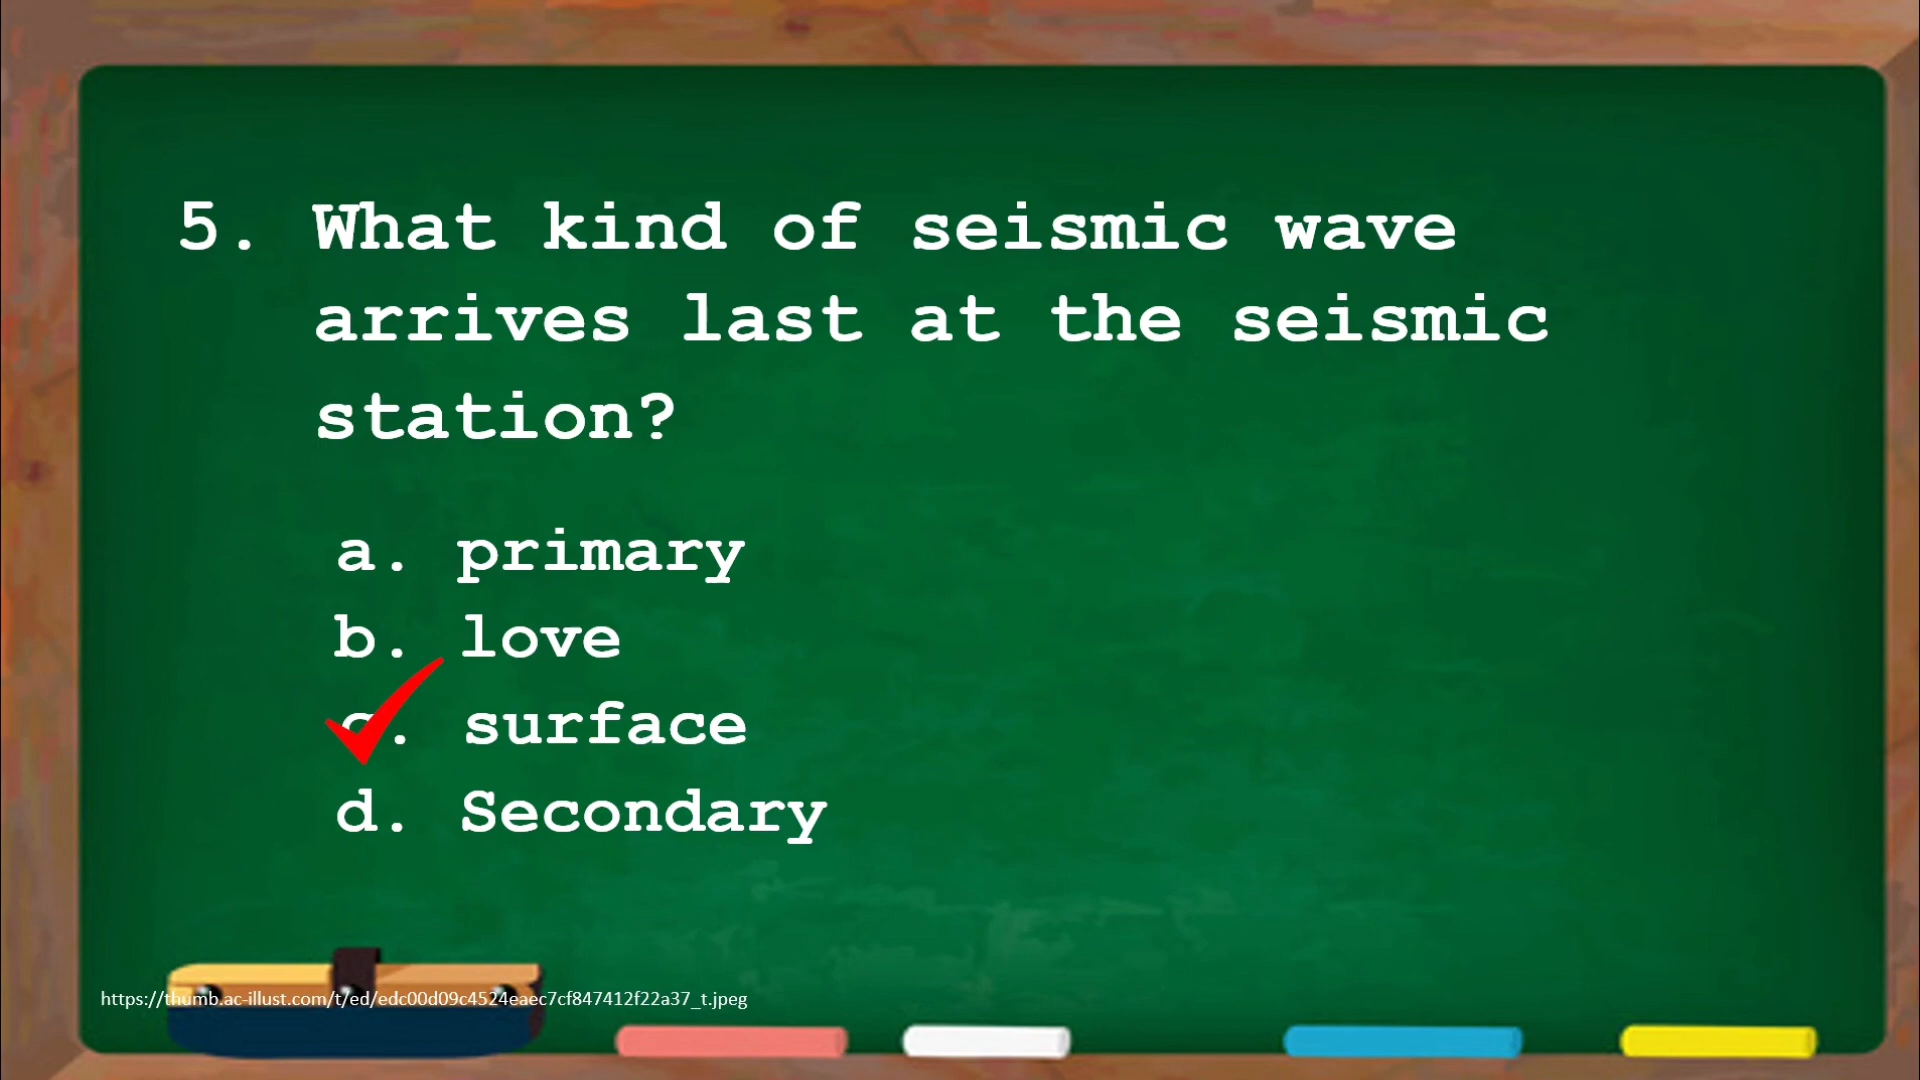 5. What kind of seismic wave
arrives last at the seismic
station?
a. primary
b. love
c. surface
d. Secondary
https://thumb.ac-illust.com/t/ed/edc00d09c4524eaec7cf847412f22a37_t.jpeg